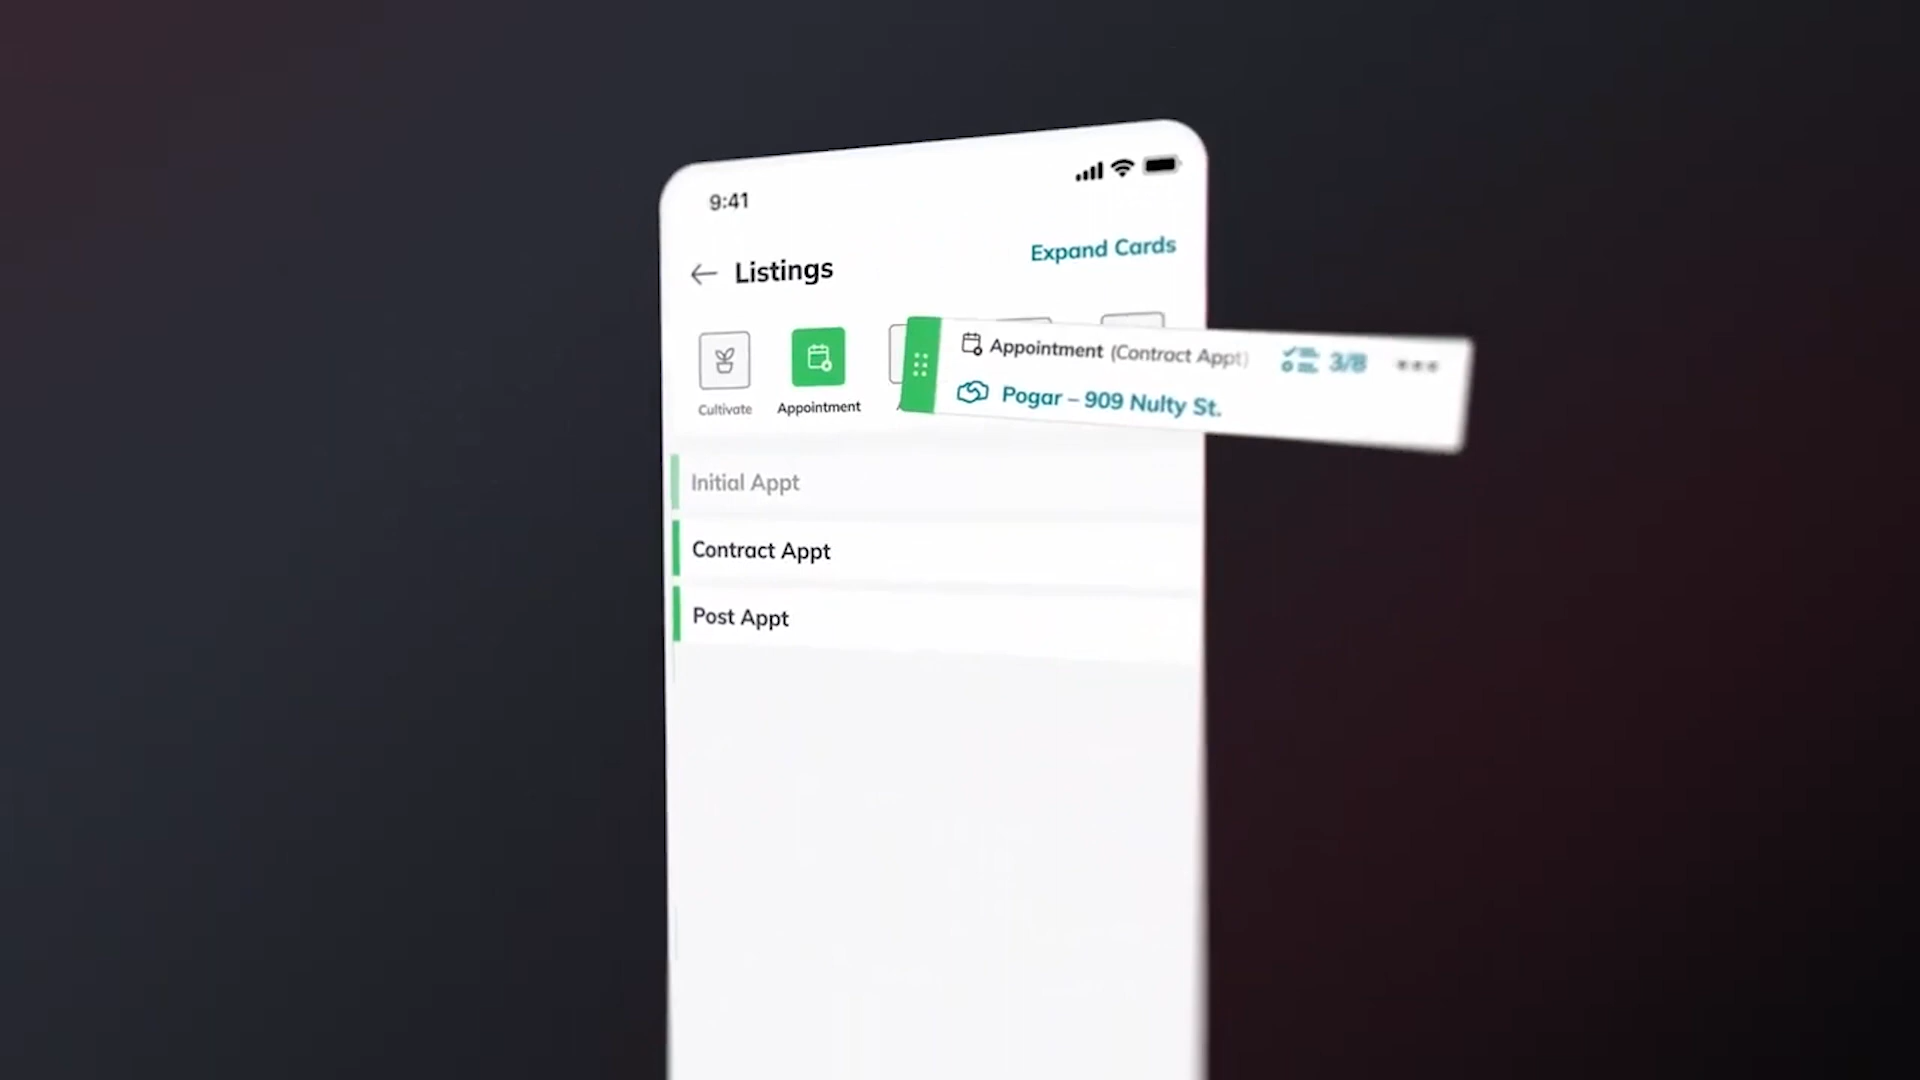 9:41
Expand Cards
Listings
Cultivate
Appointment
Appointment (Contract Appt) 3/8
Pogar – 909 Nulty St.
Initial Appt
Contract Appt
Post Appt